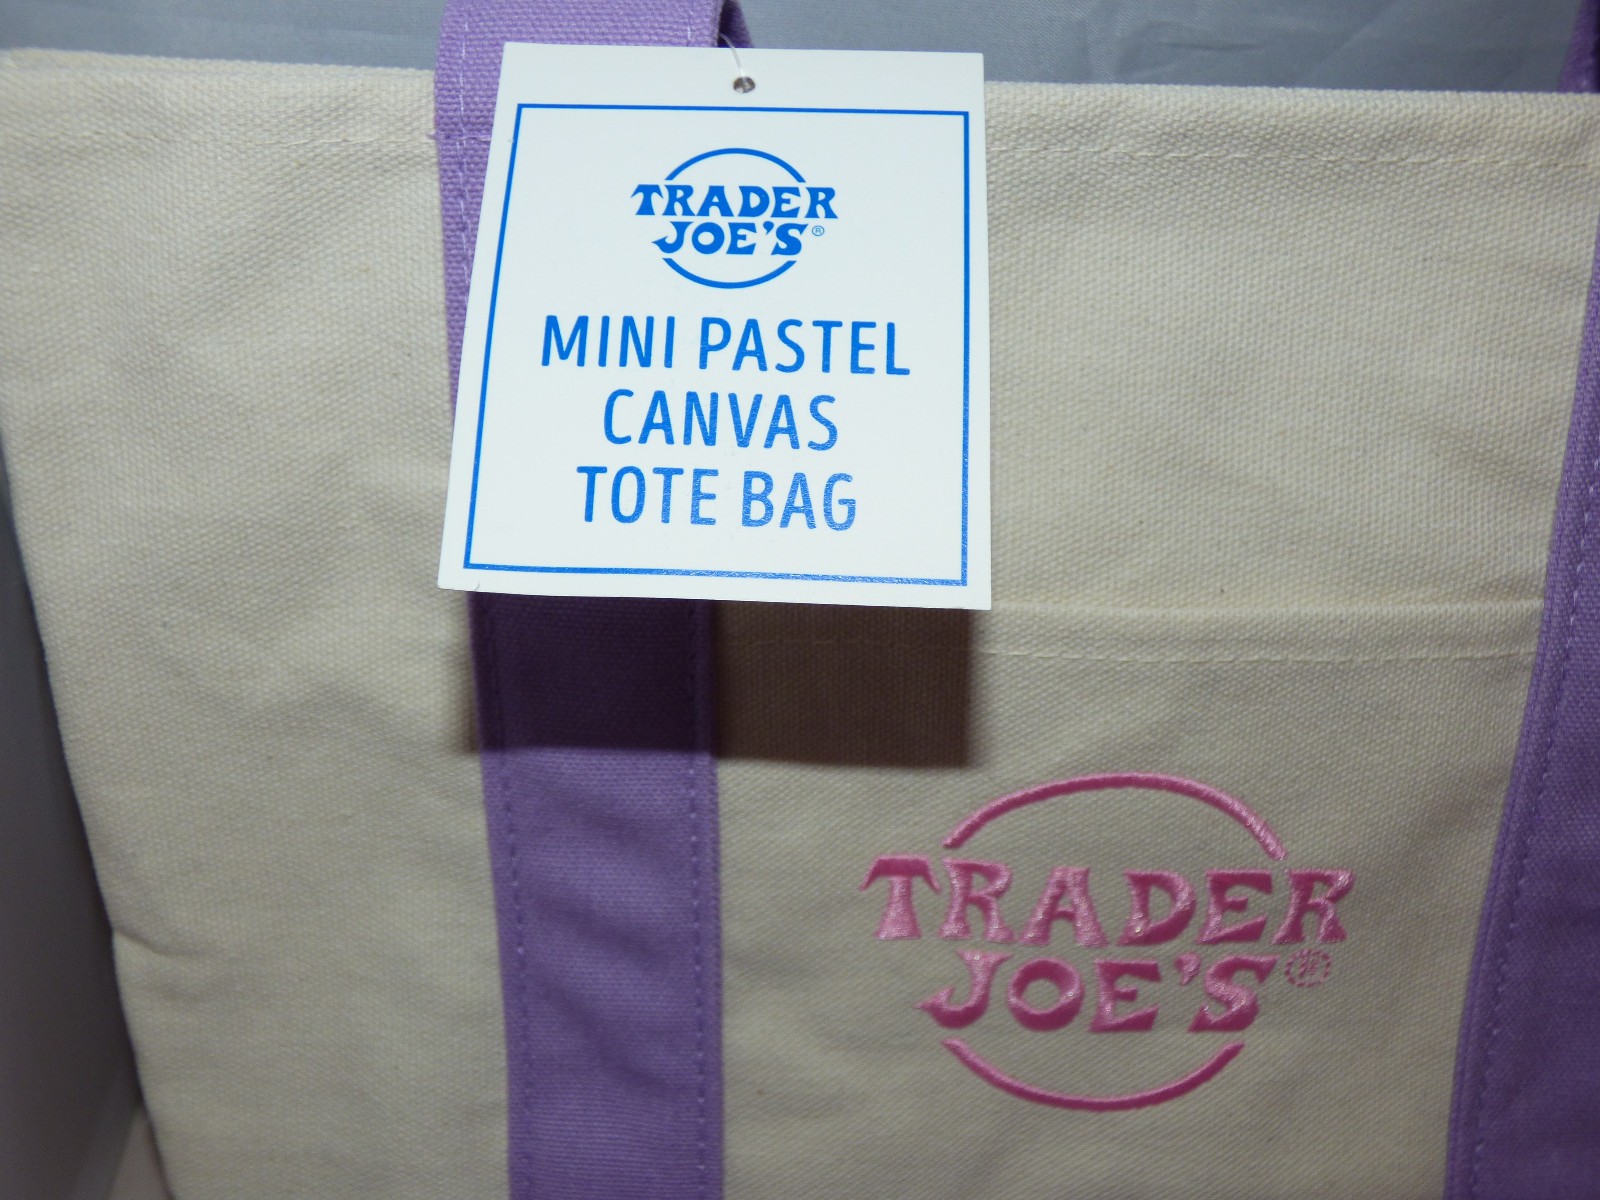 TRADER
JOE'S®
MINI PASTEL
CANVAS
TOTE BAG
TRADER
JOE'S®